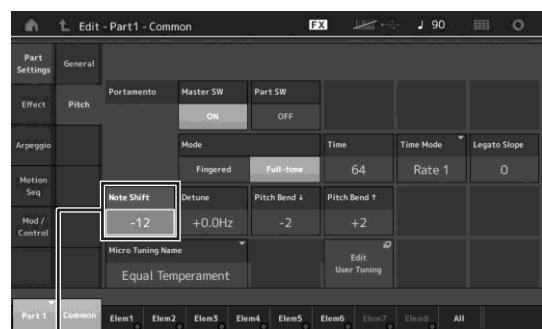 Edit - Part1 - Common FX ♩ 90
Part Settings
General
Portamento
Master SW
ON
Part SW
OFF
Effect
Pitch
Arpeggio
Mode
Fingered Full-time
Time
64
Time Mode
Rate 1
Legato Slope
0
Motion Seq
Note Shift
-12
Detune
+0.0Hz
Pitch Bend ↓
-2
Pitch Bend ↑
+2
Mod / Control
Micro Tuning Name
Equal Temperament
Edit
User Tuning
Part 1 Common Elem1 Elem2 Elem3 Elem4 Elem5 Elem6 Elem7 Elem8 All